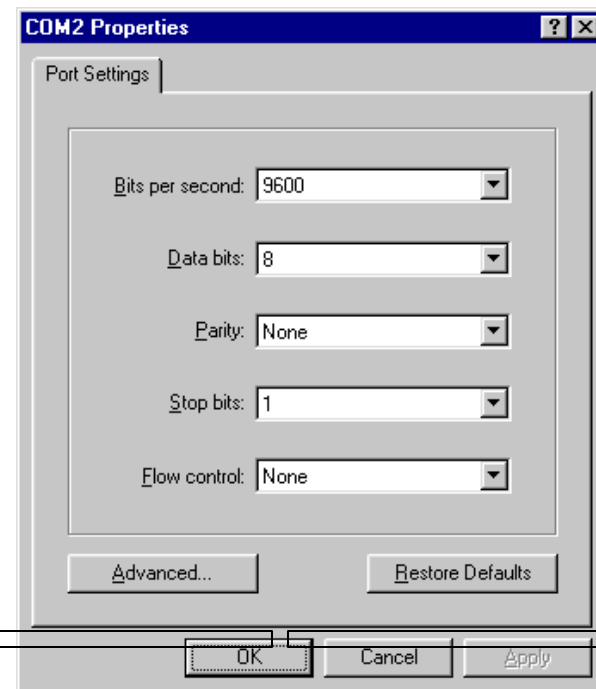 COM2 Properties
Port Settings
Bits per second: 9600
Data bits: 8
Parity: None
Stop bits: 1
Flow control: None
Advanced... Restore Defaults
OK Cancel Apply